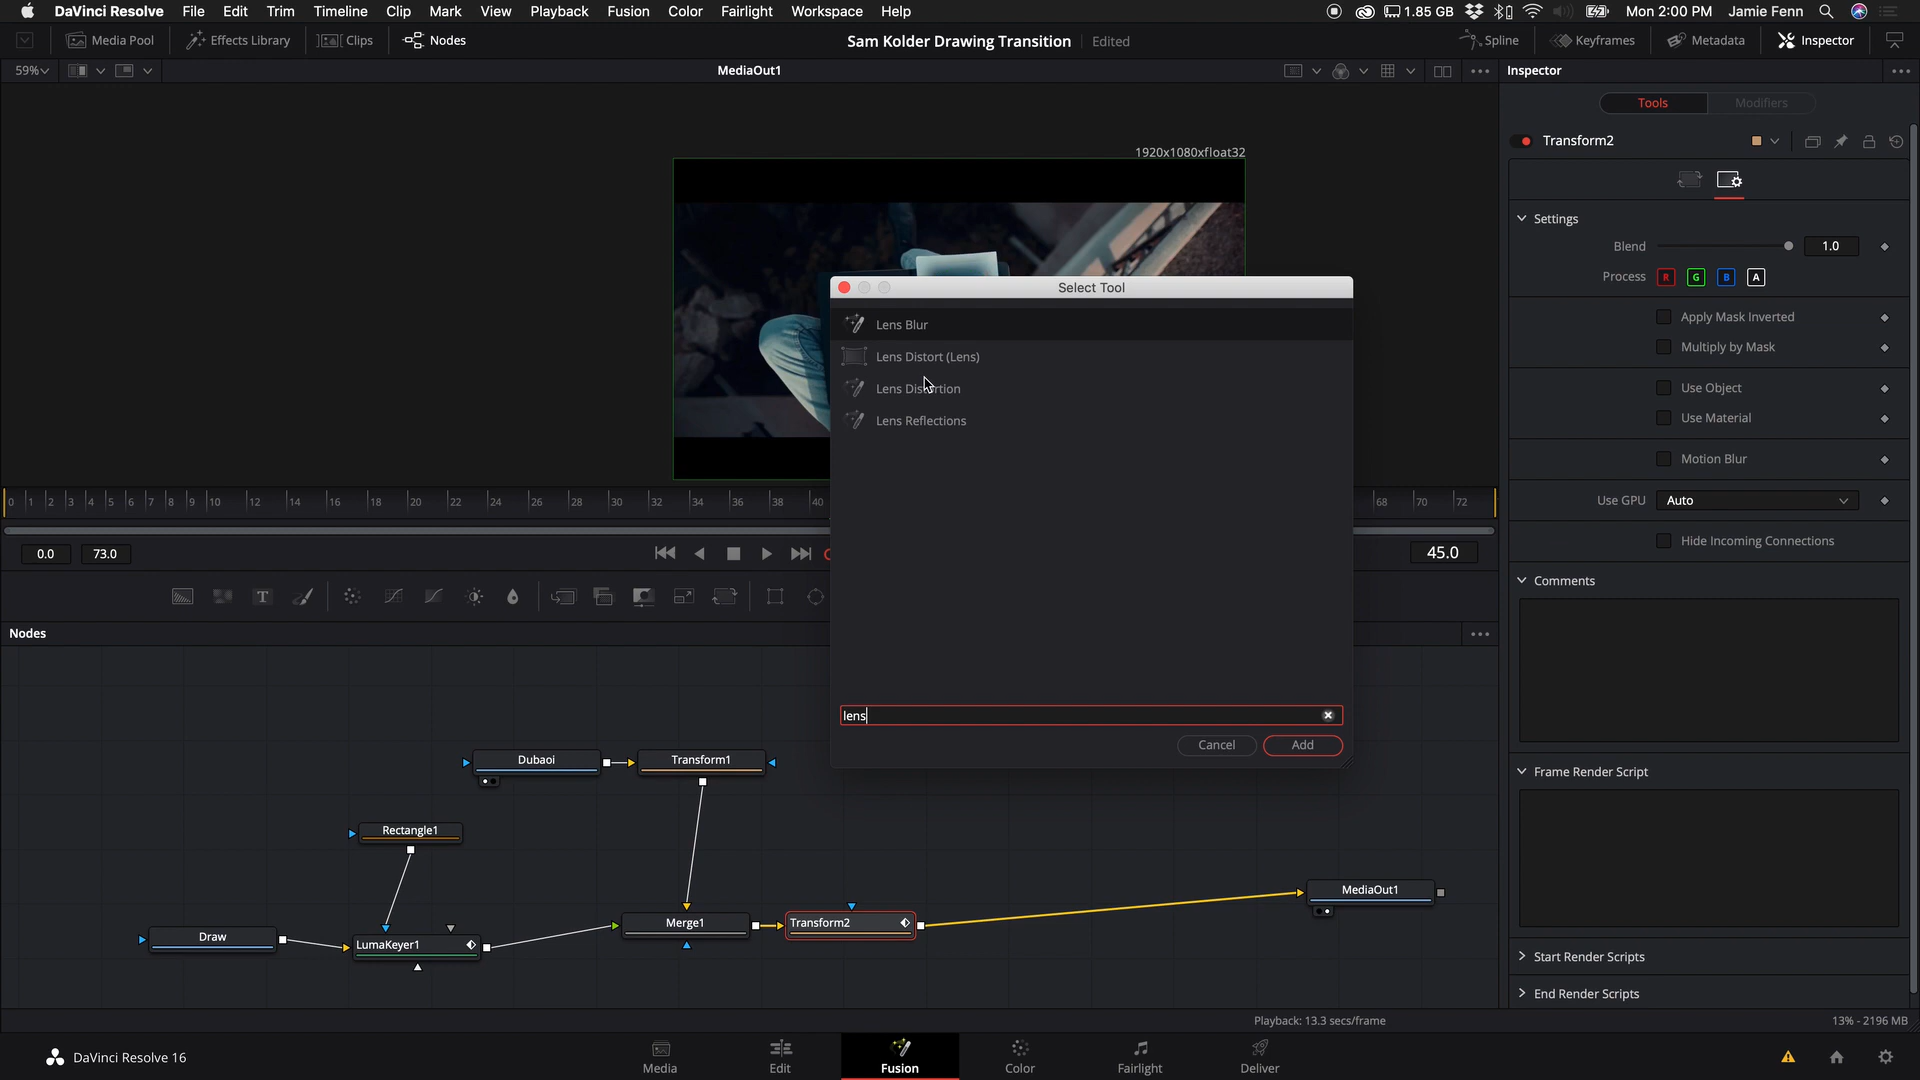 DaVinci Resolve File Edit Trim Timeline Clip Mark View Playback Fusion Color Fairlight Workspace Help 1.85 GB Mon 2:00 PM Jamie Fenn
Media Pool Effects Library Clips Nodes Sam Kolder Drawing Transition Edited Spline Keyframes Metadata Inspector
59% MediaOut1 Inspector
Tools Modifiers
Transform2
1920x1080xfloat32
Settings
Blend 1.0
Process R G B A
Select Tool
Lens Blur
Lens Distort (Lens)
Lens Distortion
Lens Reflections
Apply Mask Inverted
Multiply by Mask
Use Object
Use Material
Motion Blur
Use GPU Auto
Hide Incoming Connections
0 1 2 3 4 5 6 7 8 9 10 12 14 16 18 20 22 24 26 28 30 32 34 36 38 40 68 70 72
0.0 73.0 45.0
T
Comments
Nodes
lens
Cancel Add
Frame Render Script
Dubaoi Transform1
Rectangle1
MediaOut1
Draw LumaKeyer1 Merge1 Transform2
Start Render Scripts
End Render Scripts
Playback: 13.3 secs/frame 13% - 2196 MB
DaVinci Resolve 16
Media Edit Fusion Color Fairlight Deliver